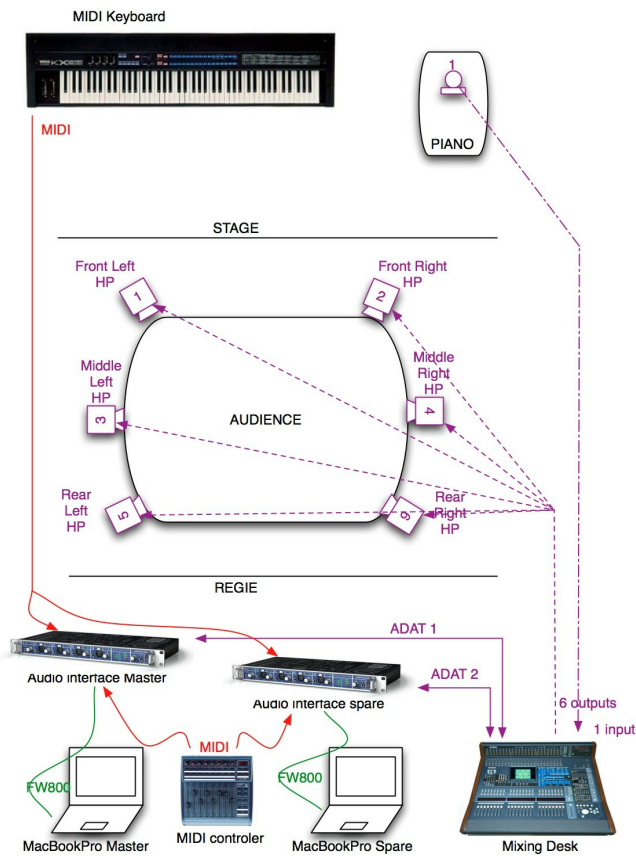 MIDI Keyboard
KX
MIDI
1
PIANO
STAGE
Front Left
HP
Front Right
HP
1
2
Middle
Left
HP
Middle
Right
HP
3
4
AUDIENCE
Rear
Left
HP
Rear
Right
HP
5
6
REGIE
ADAT 1
Audio Interface Master
ADAT 2
Audio Interface spare
6 outputs
1 input
MIDI
FW800
FW800
MacBookPro Master
MIDI controler
MacBookPro Spare
Mixing Desk